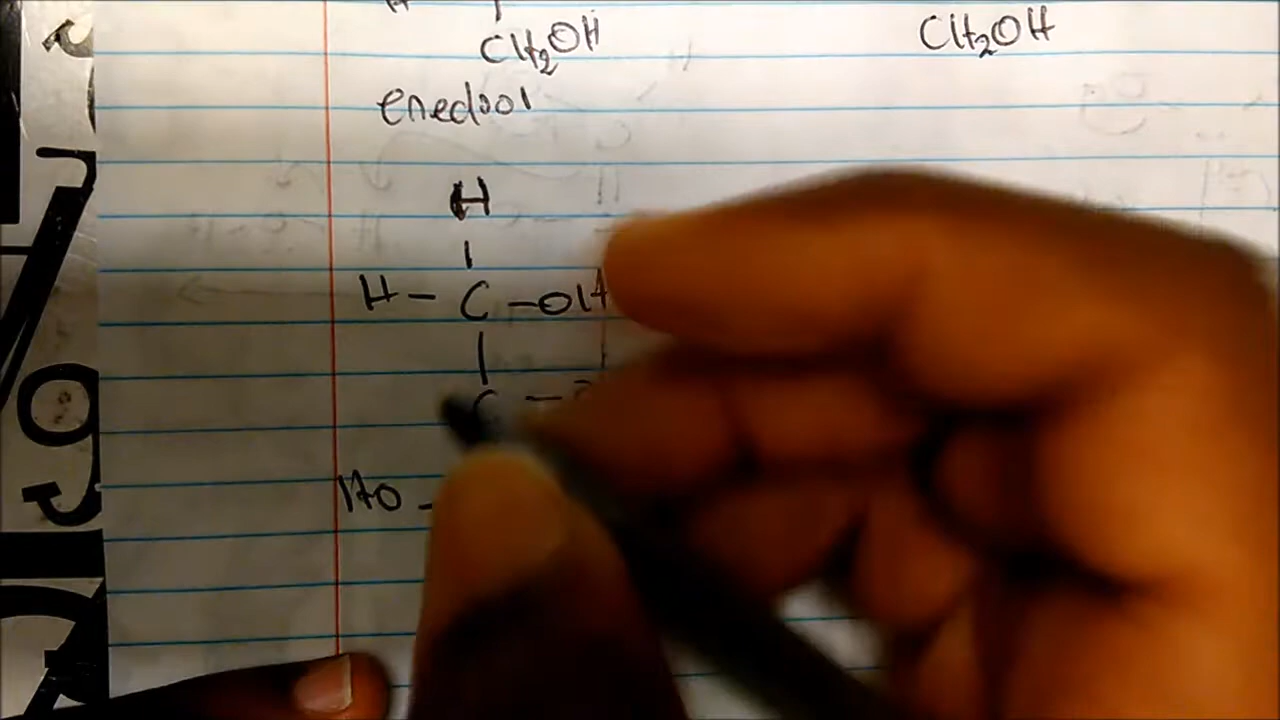 CH₂OH CH₂OH
enediol
H
H - C - OH
C -
HO -